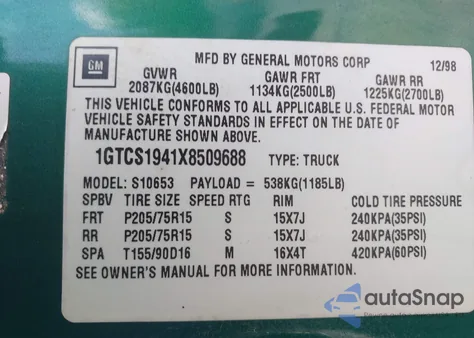 GM
MFD BY GENERAL MOTORS CORP 12/98
GVWR GAWR FRT GAWR RR
2087KG(4600LB) 1134KG(2500LB) 1225KG(2700LB)
THIS VEHICLE CONFORMS TO ALL APPLICABLE U.S. FEDERAL MOTOR
VEHICLE SAFETY STANDARDS IN EFFECT ON THE DATE OF
MANUFACTURE SHOWN ABOVE.
1GTCS1941X8509688 TYPE: TRUCK
MODEL: S10653 PAYLOAD = 538KG(1185LB)
SPBV TIRE SIZE SPEED RTG RIM COLD TIRE PRESSURE
FRT P205/75R15 S 15X7J 240KPA(35PSI)
RR P205/75R15 S 15X7J 240KPA(35PSI)
SPA T155/90D16 M 16X4T 420KPA(60PSI)
SEE OWNER'S MANUAL FOR MORE INFORMATION.
autoSnap